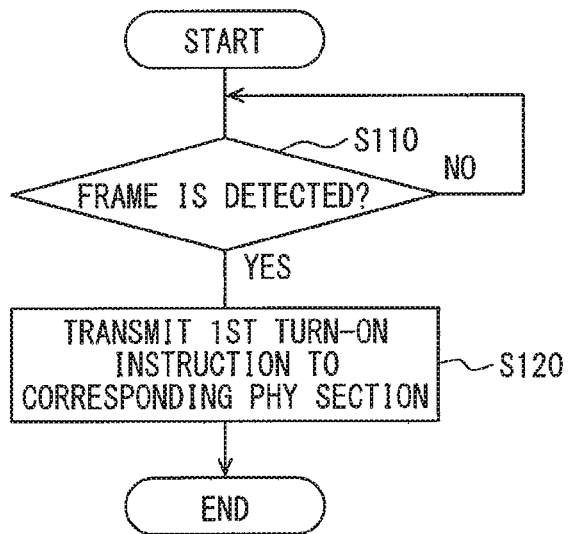 START
S110
NO
FRAME IS DETECTED?
YES
TRANSMIT 1ST TURN-ON
INSTRUCTION TO
CORRESPONDING PHY SECTION
S120
END